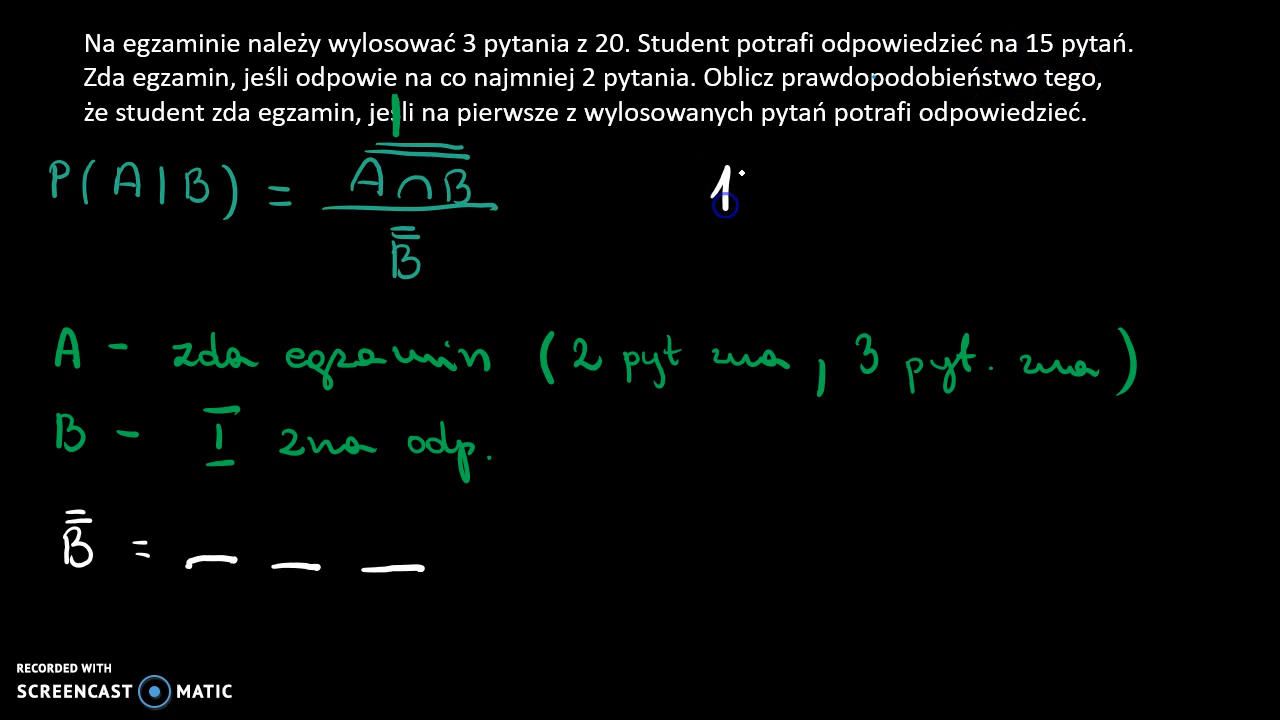 Na egzaminie należy wylosować 3 pytania z 20. Student potrafi odpowiedzieć na 15 pytań.
Zda egzamin, jeśli odpowie na co najmniej 2 pytania. Oblicz prawdopodobieństwo tego,
że student zda egzamin, jeśli na pierwsze z wylosowanych pytań potrafi odpowiedzieć.
P(A|B) = A∩B / B
1
A - zda egzamin (2 pyt zna, 3 pyt. zna)
B - I zna odp.
B = _ _ _
RECORDED WITH
SCREENCAST MATIC